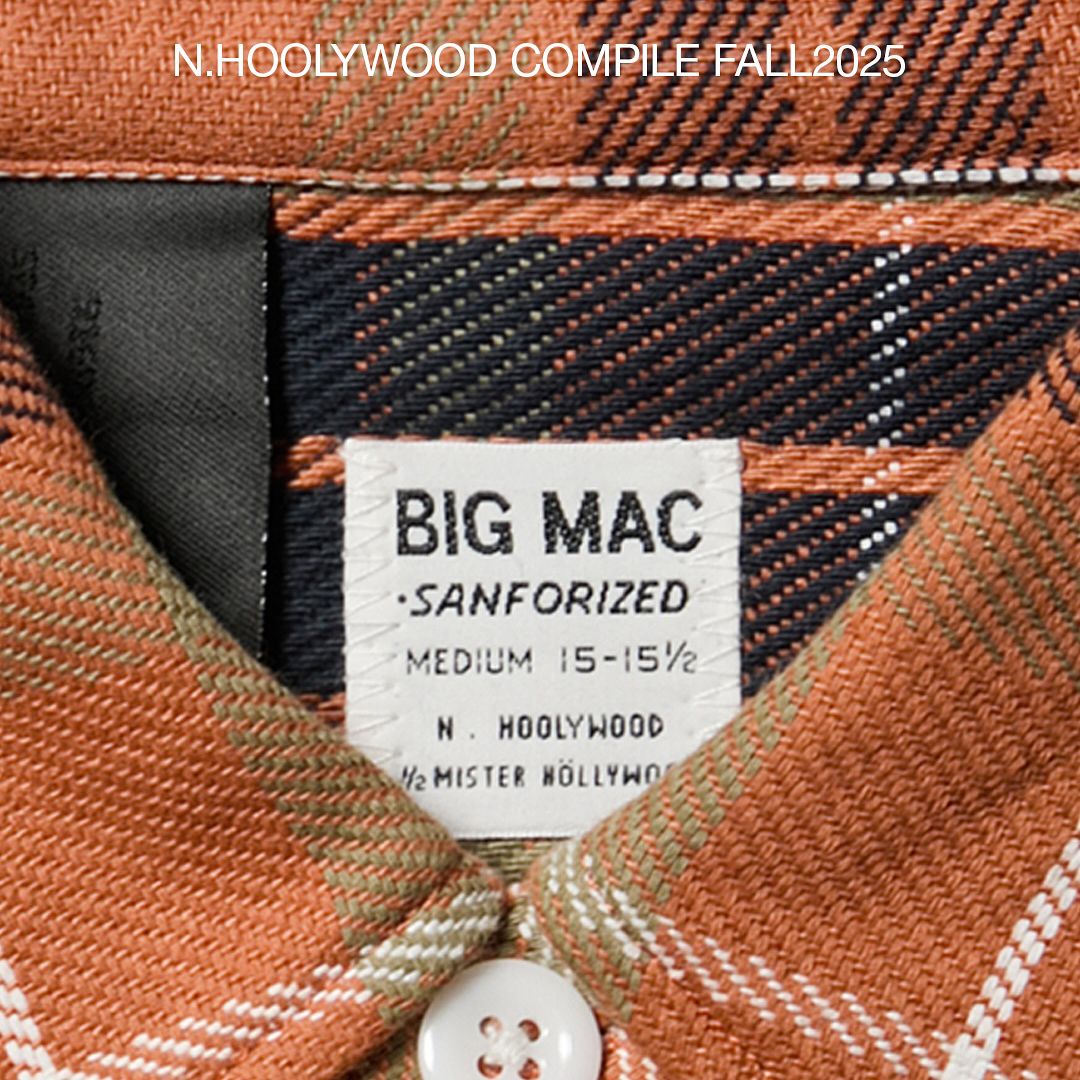 N.HOOLYWOOD COMPILE FALL2025
BIG MAC
·SANFORIZED
MEDIUM 15-15½
N. HOOLYWOOD
½ MISTER HÖLLYWOO